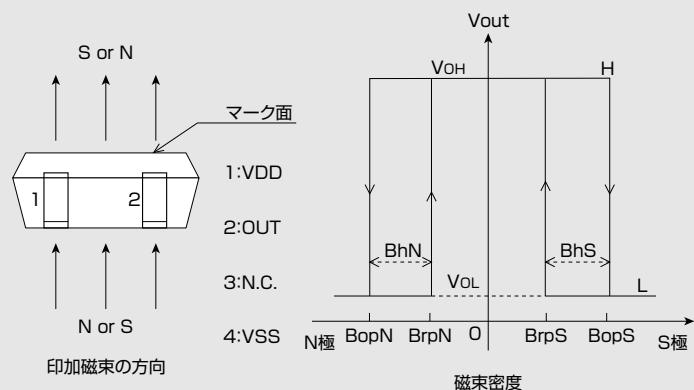 S or N
マーク面
1
2
N or S
印加磁束の方向
1:VDD
2:OUT
3:N.C.
4:VSS
Vout
VOH
H
BhN
BhS
VOL
L
N極 BopN BrpN 0 BrpS BopS S極
磁束密度